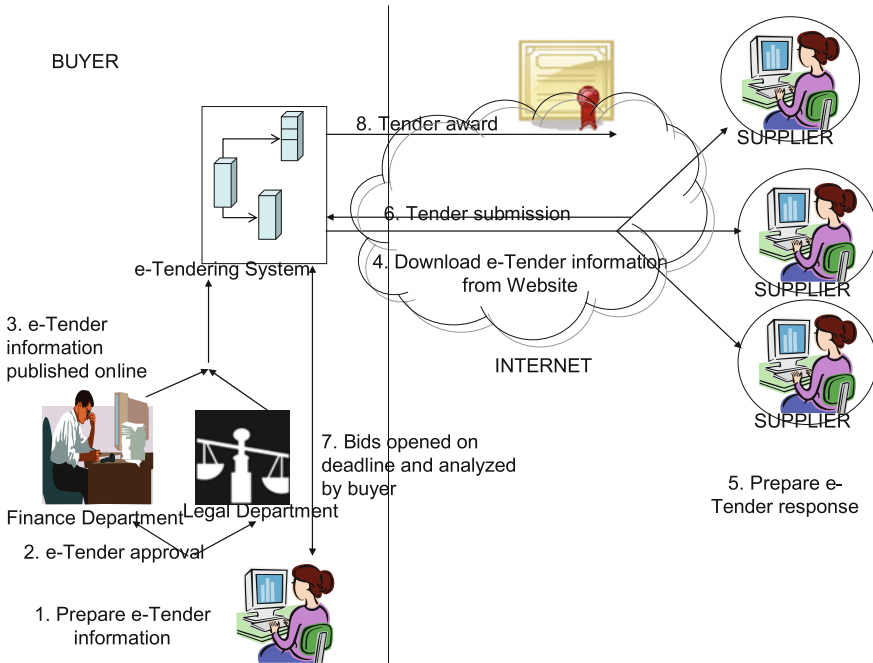 BUYER
8. Tender award
SUPPLIER
6. Tender submission
4. Download e-Tender information
from Website
e-Tendering System
SUPPLIER
3. e-Tender
information
published online
INTERNET
SUPPLIER
7. Bids opened on
deadline and analyzed
by buyer
5. Prepare e-
Tender response
Finance Department
Legal Department
2. e-Tender approval
1. Prepare e-Tender
information